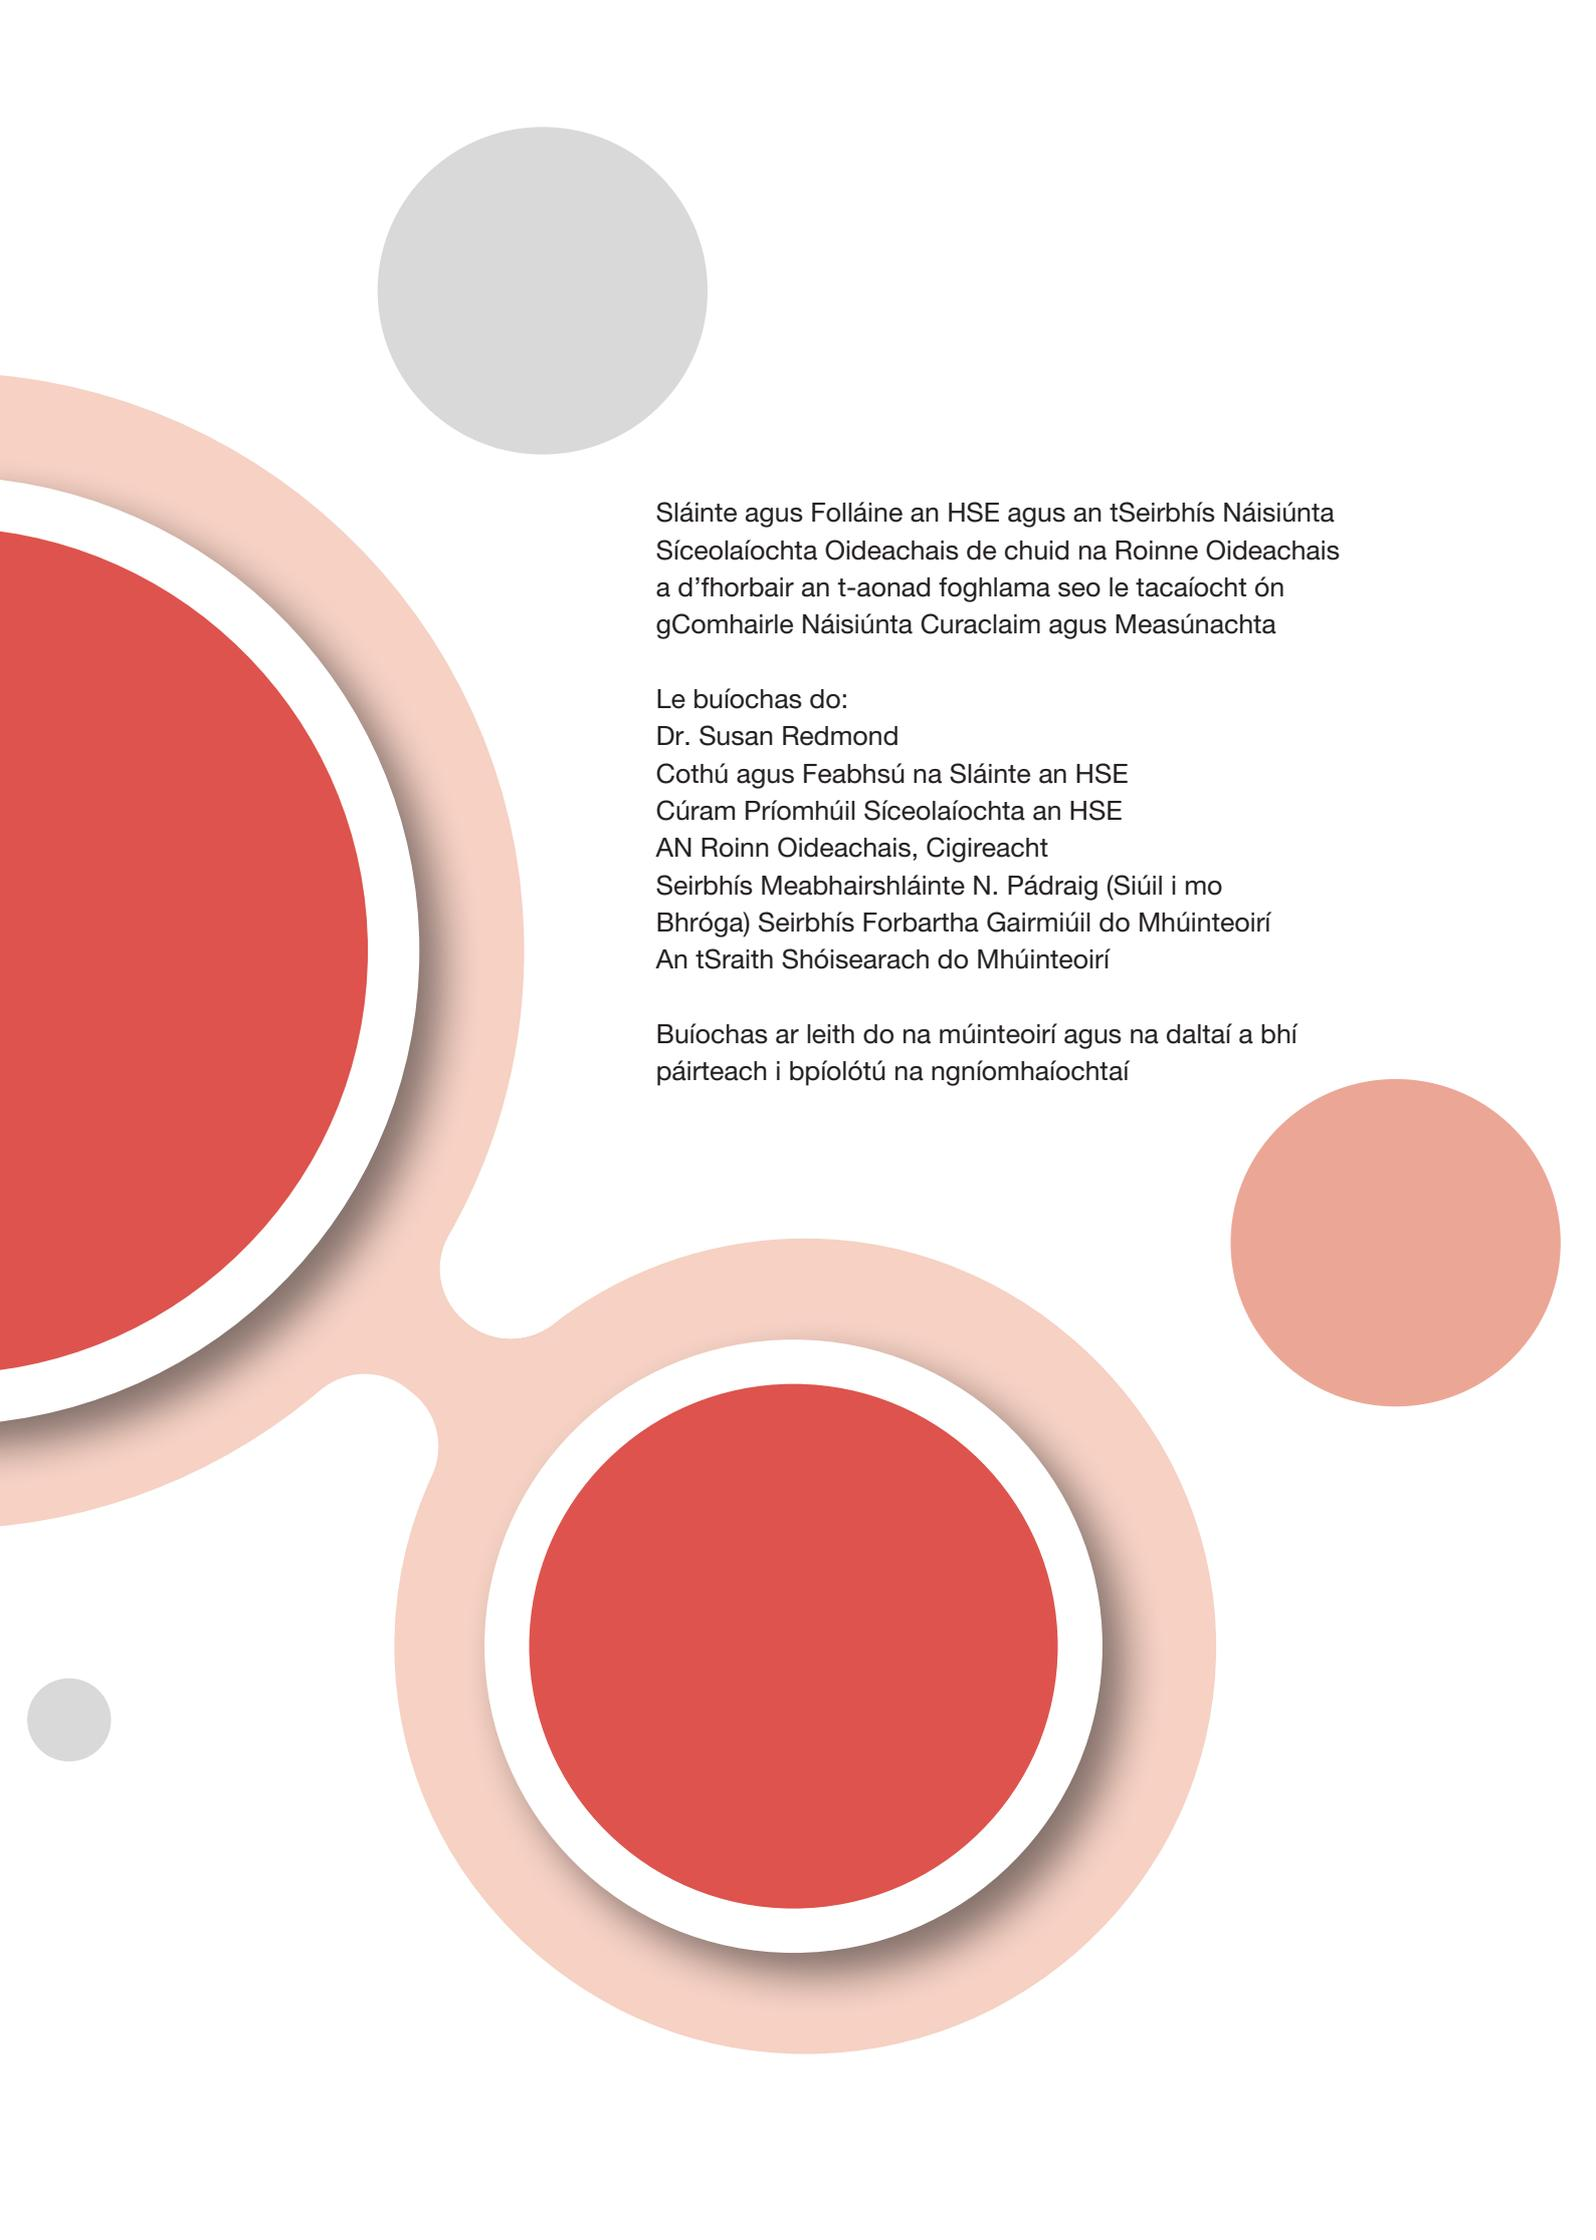 Sláinte agus Folláine an HSE agus an tSeirbhís Náisiúnta
Síceolaíochta Oideachais de chuid na Roinne Oideachais
a d’fhorbair an t-aonad foghlama seo le tacaíocht ón
gComhairle Náisiúnta Curaclaim agus Measúnachta
Le buíochas do:
Dr. Susan Redmond
Cothú agus Feabhsú na Sláinte an HSE
Cúram Príomhúil Síceolaíochta an HSE
AN Roinn Oideachais, Cigireacht
Seirbhís Meabhairshláinte N. Pádraig (Siúil i mo
Bhróga) Seirbhís Forbartha Gairmiúil do Mhúinteoirí
An tSraith Shóisearach do Mhúinteoirí
Buíochas ar leith do na múinteoirí agus na daltaí a bhí
páirteach i bpíolótú na ngníomhaíochtaí